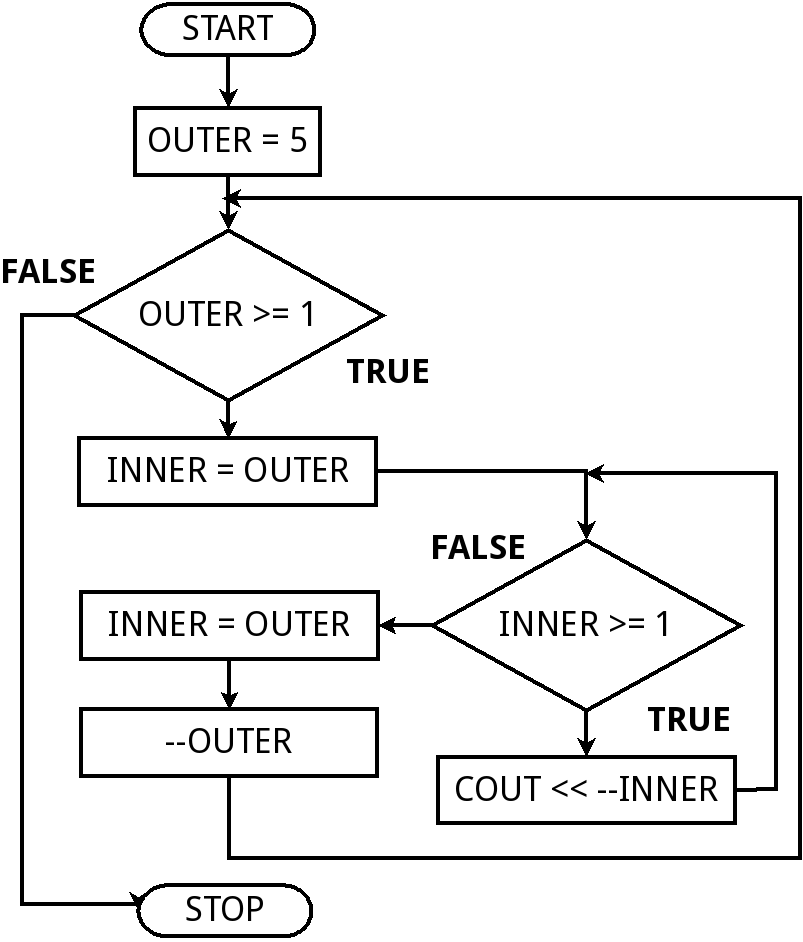 START
OUTER = 5
FALSE
OUTER >= 1
TRUE
INNER = OUTER
FALSE
INNER = OUTER
INNER >= 1
TRUE
--OUTER
COUT << --INNER
STOP